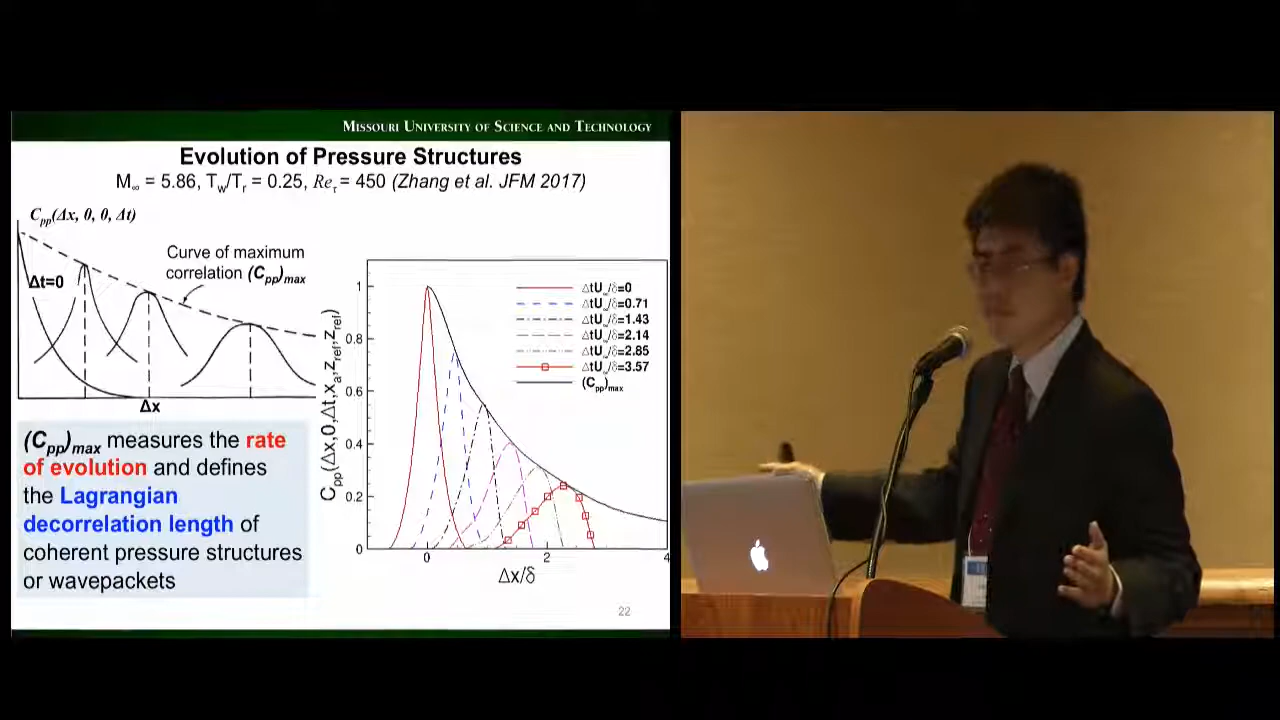 MISSOURI UNIVERSITY OF SCIENCE AND TECHNOLOGY
Evolution of Pressure Structures
M∞ = 5.86, Tw/Tr = 0.25, Reτ = 450 (Zhang et al. JFM 2017)
Cpp(Δx, 0, 0, Δt)
Curve of maximum
correlation (Cpp)max
Δt=0
Δx
(Cpp)max measures the rate
of evolution and defines
the Lagrangian
decorrelation length of
coherent pressure structures
or wavepackets
Cpp(Δx,0,Δt,xa,zref,zref)
1
0.8
0.6
0.4
0.2
0
0
2
4
Δx/δ
ΔtU∞/δ=0
ΔtU∞/δ=0.71
ΔtU∞/δ=1.43
ΔtU∞/δ=2.14
ΔtU∞/δ=2.85
ΔtU∞/δ=3.57
(Cpp)max
22